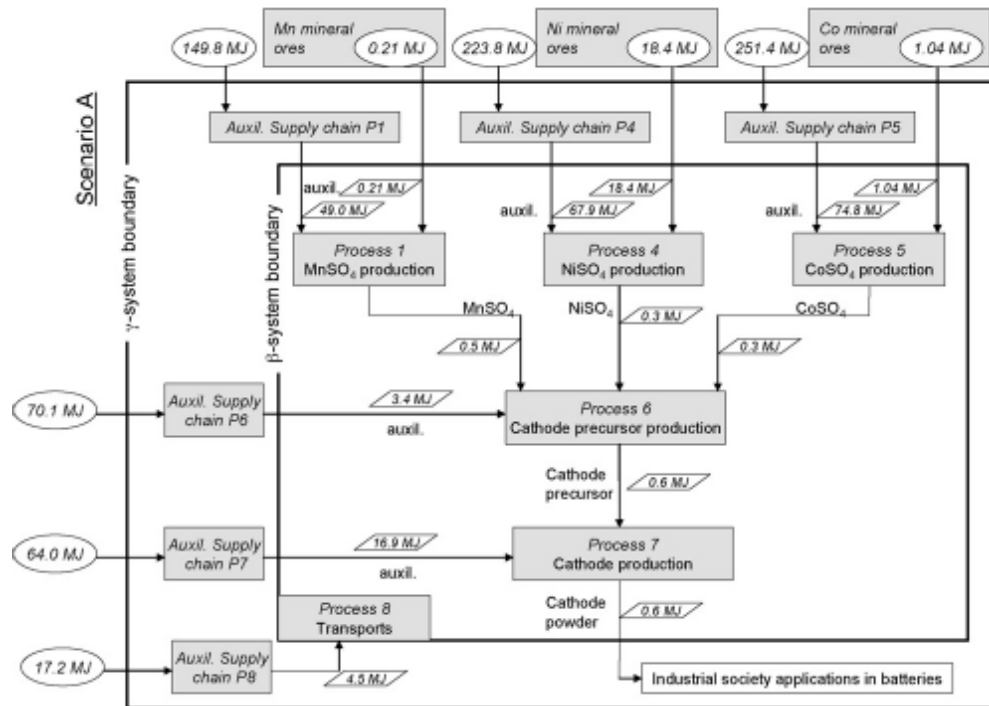 Scenario A
γ-system boundary
β-system boundary
Mn mineral
ores
149.8 MJ
0.21 MJ
Ni mineral
ores
223.8 MJ
18.4 MJ
Co mineral
ores
251.4 MJ
1.04 MJ
Auxil. Supply chain P1
Auxil. Supply chain P4
Auxil. Supply chain P5
auxil.
0.21 MJ
49.0 MJ
18.4 MJ
auxil.
67.9 MJ
1.04 MJ
auxil.
74.8 MJ
Process 1
MnSO₄ production
Process 4
NiSO₄ production
Process 5
CoSO₄ production
MnSO₄
0.5 MJ
NiSO₄
0.3 MJ
CoSO₄
0.3 MJ
70.1 MJ
Auxil. Supply
chain P6
3.4 MJ
auxil.
Process 6
Cathode precursor production
Cathode
precursor
0.6 MJ
64.0 MJ
Auxil. Supply
chain P7
16.9 MJ
auxil.
Process 7
Cathode production
Cathode
powder
0.6 MJ
Process 8
Transports
17.2 MJ
Auxil. Supply
chain P8
4.5 MJ
Industrial society applications in batteries